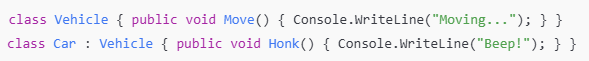 class Vehicle { public void Move() { Console.WriteLine("Moving..."); } }
class Car : Vehicle { public void Honk() { Console.WriteLine("Beep!"); } }